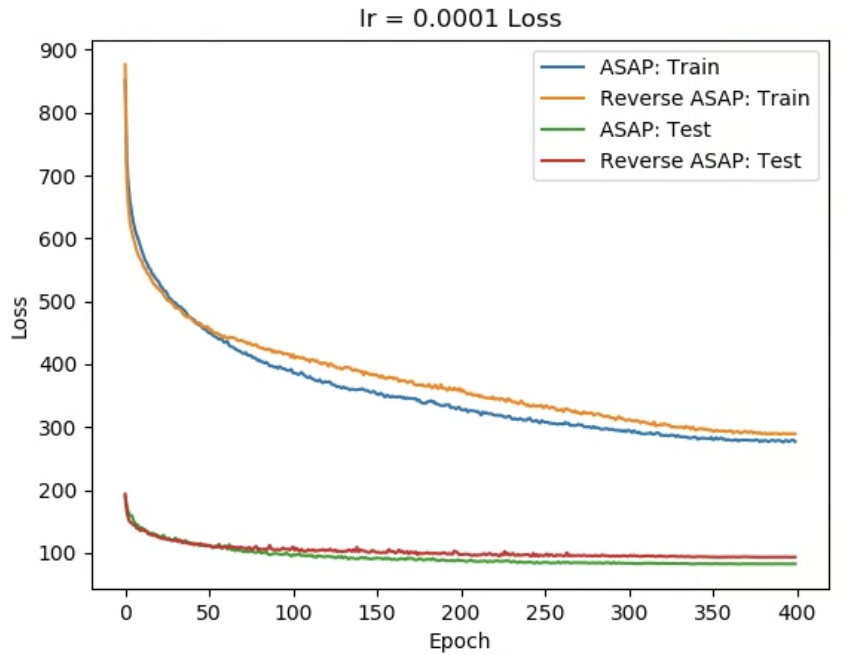 lr = 0.0001 Loss
ASAP: Train
Reverse ASAP: Train
ASAP: Test
Reverse ASAP: Test
Loss
900
800
700
600
500
400
300
200
100
0 50 100 150 200 250 300 350 400
Epoch